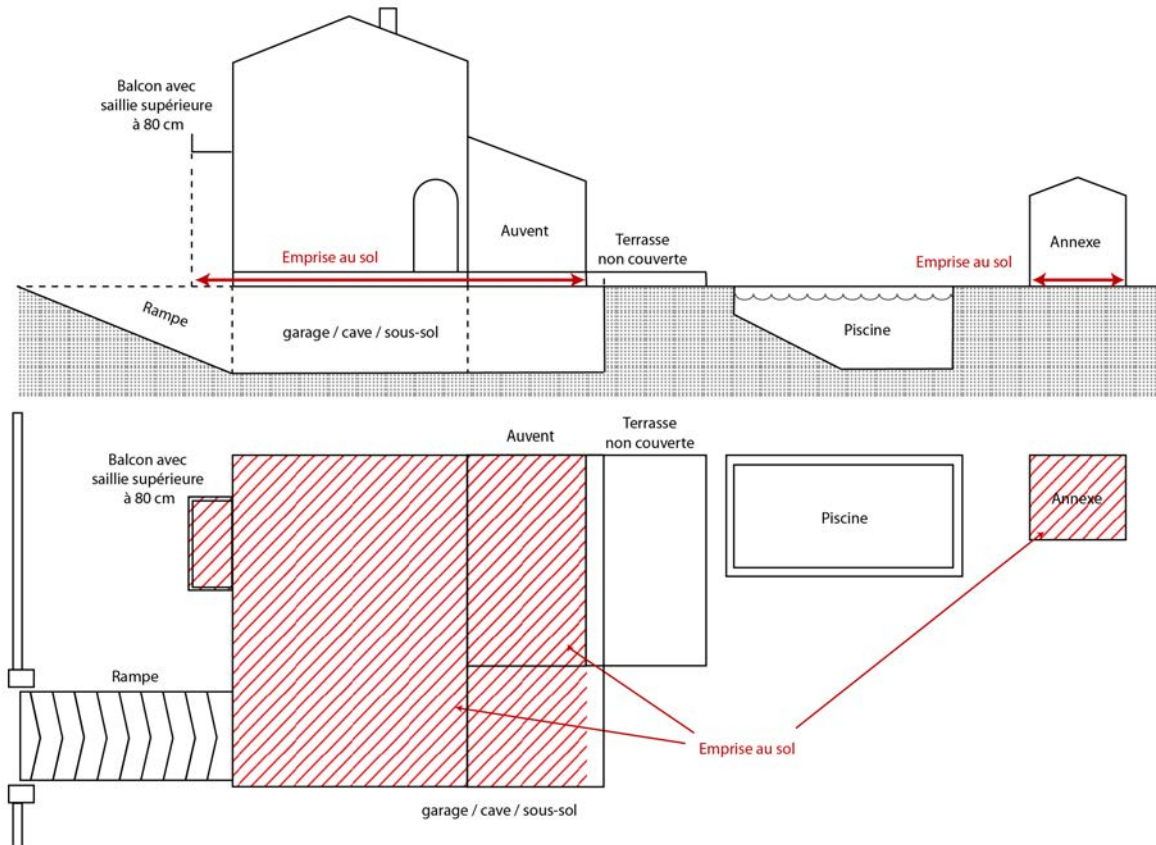 Balcon avec
saillie supérieure
à 80 cm
Emprise au sol
Auvent
Terrasse
non couverte
Emprise au sol
Annexe
Rampe
garage / cave / sous-sol
Piscine
Balcon avec
saillie supérieure
à 80 cm
Auvent
Terrasse
non couverte
Piscine
Annexe
Rampe
Emprise au sol
garage / cave / sous-sol